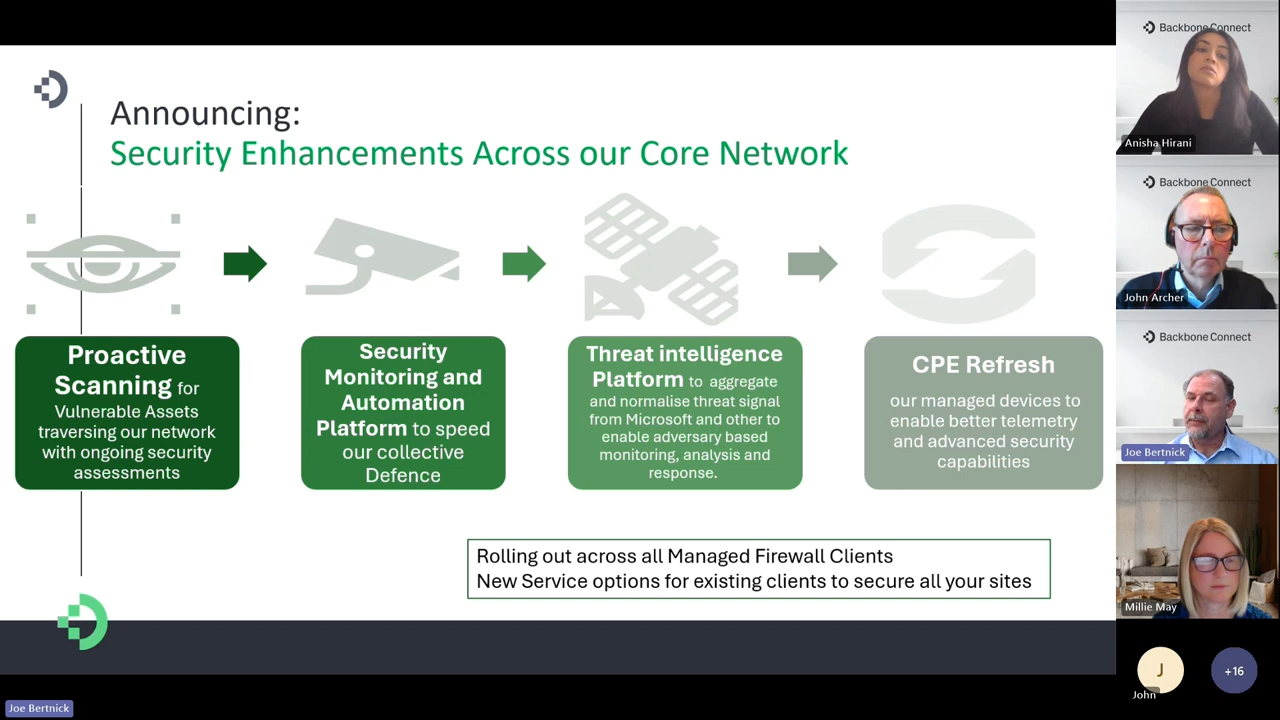 Announcing:
Security Enhancements Across our Core Network
Proactive
Scanning for
Vulnerable Assets
traversing our network
with ongoing security
assessments
Security
Monitoring and
Automation
Platform to speed
our collective
Defence
Threat intelligence
Platform to aggregate
and normalise threat signal
from Microsoft and other to
enable adversary based
monitoring, analysis and
response.
CPE Refresh
our managed devices to
enable better telemetry
and advanced security
capabilities
Rolling out across all Managed Firewall Clients
New Service options for existing clients to secure all your sites
Joe Bertnick
Backbone Connect
Anisha Hirani
Backbone Connect
John Archer
Backbone Connect
Joe Bertnick
Millie May
J
John
+16